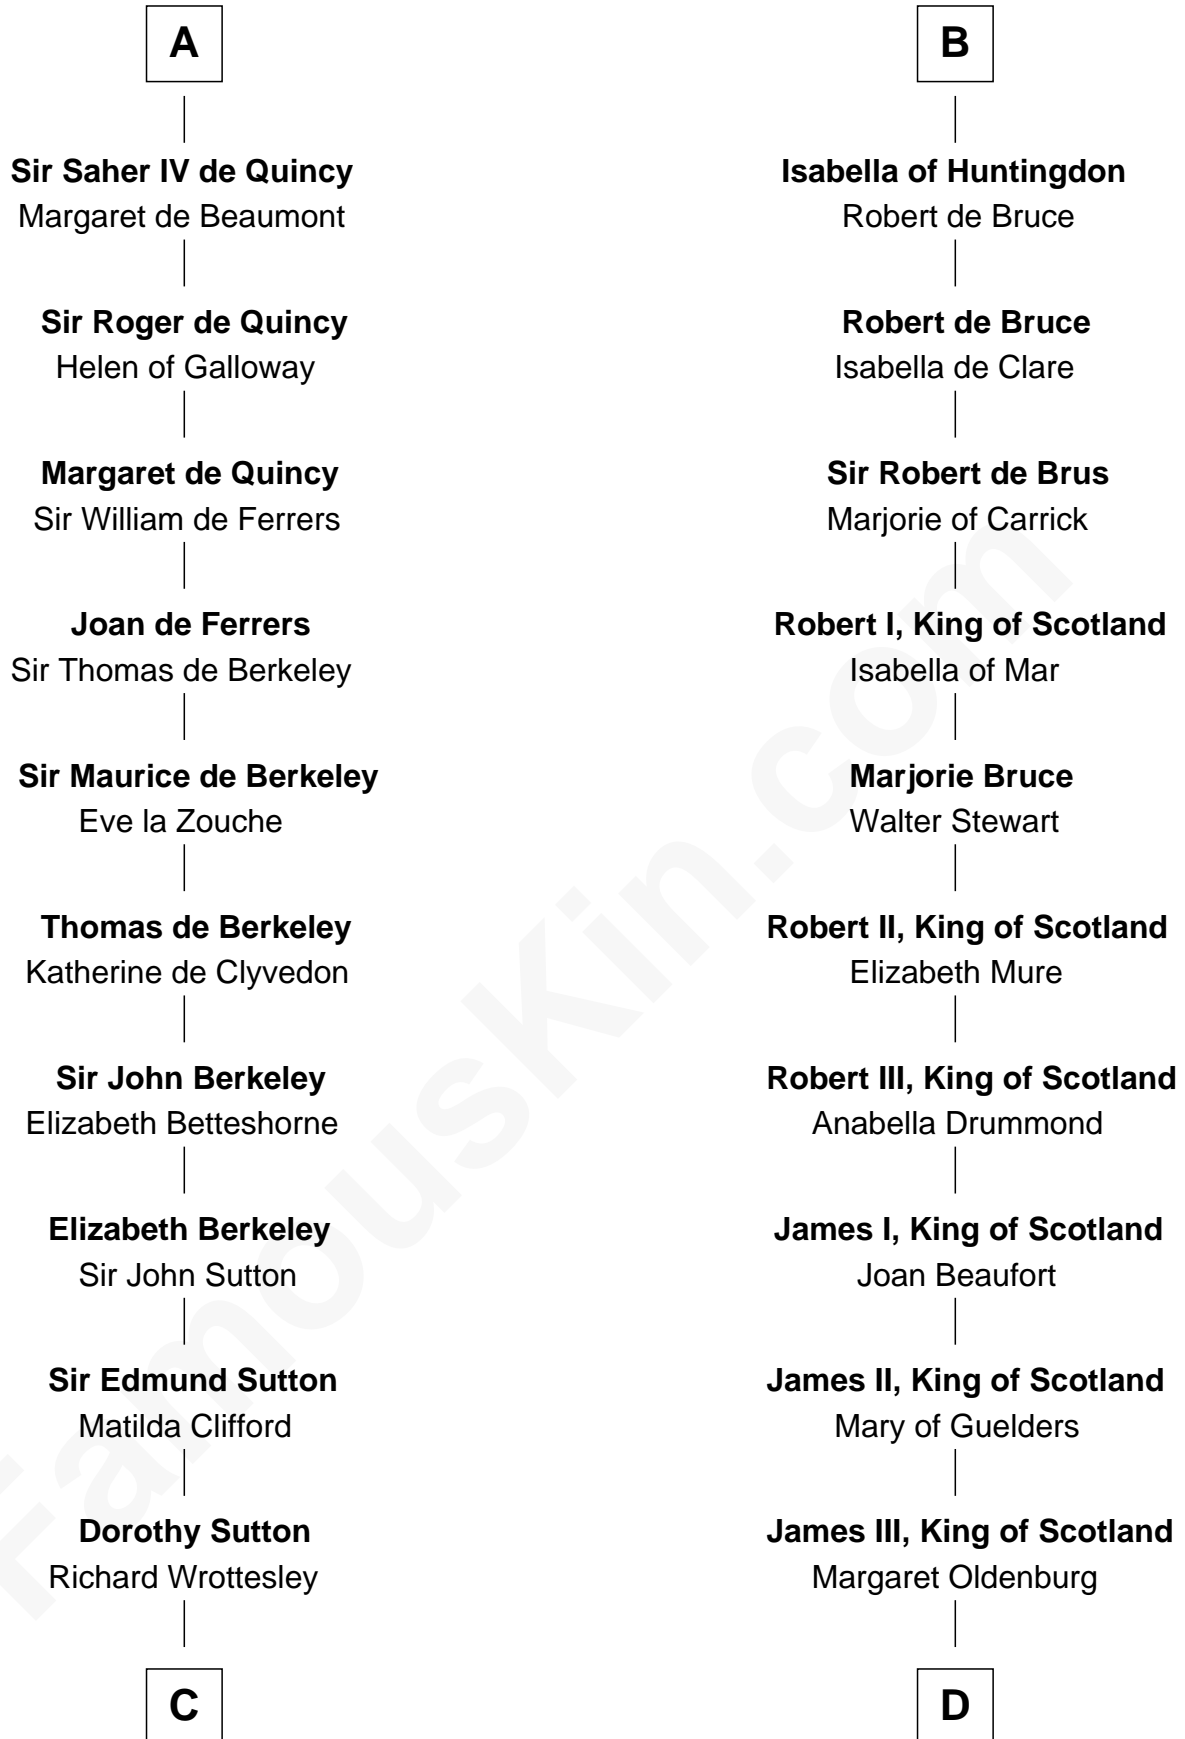 A
Sir Saher IV de Quincy
Margaret de Beaumont
Sir Roger de Quincy
Helen of Galloway
Margaret de Quincy
Sir William de Ferrers
Joan de Ferrers
Sir Thomas de Berkeley
Sir Maurice de Berkeley
Eve la Zouche
Thomas de Berkeley
Katherine de Clyvedon
Sir John Berkeley
Elizabeth Betteshorne
Elizabeth Berkeley
Sir John Sutton
Sir Edmund Sutton
Matilda Clifford
Dorothy Sutton
Richard Wrottesley
C
B
Isabella of Huntingdon
Robert de Bruce
Robert de Bruce
Isabella de Clare
Sir Robert de Brus
Marjorie of Carrick
Robert I, King of Scotland
Isabella of Mar
Marjorie Bruce
Walter Stewart
Robert II, King of Scotland
Elizabeth Mure
Robert III, King of Scotland
Anabella Drummond
James I, King of Scotland
Joan Beaufort
James II, King of Scotland
Mary of Guelders
James III, King of Scotland
Margaret Oldenburg
D
FamousKin.com